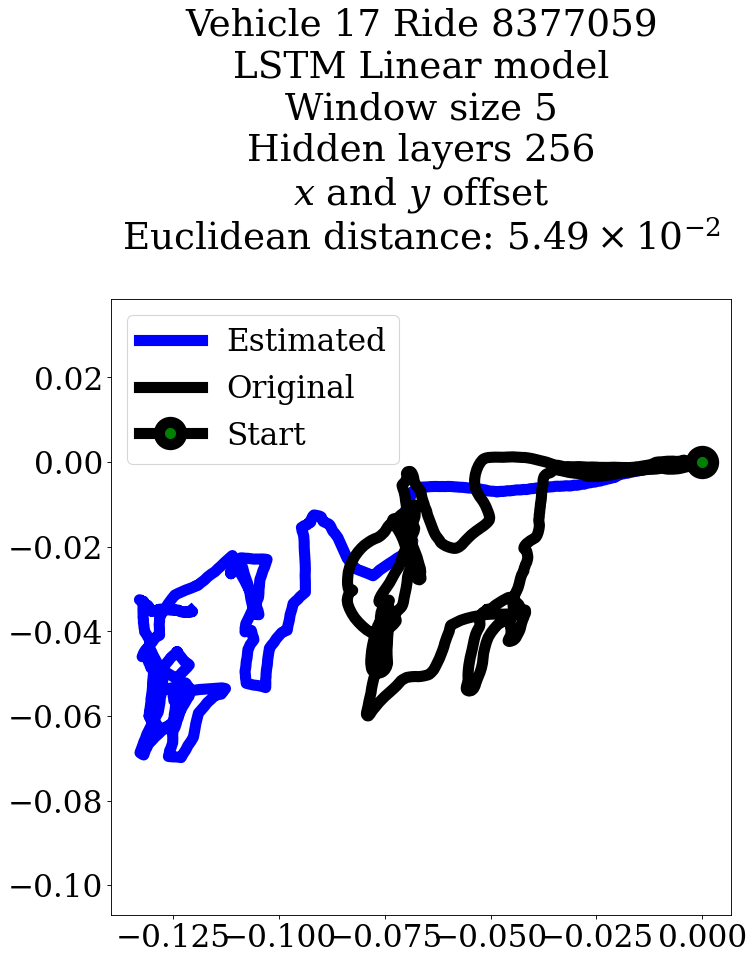 Vehicle 17 Ride 8377059
LSTM Linear model
Window size 5
Hidden layers 256
x and y offset
Euclidean distance: 5.49 × 10⁻²
Estimated
Original
Start
0.02
0.00
−0.02
−0.04
−0.06
−0.08
−0.10
−0.125 −0.100 −0.075 −0.050 −0.025 0.000